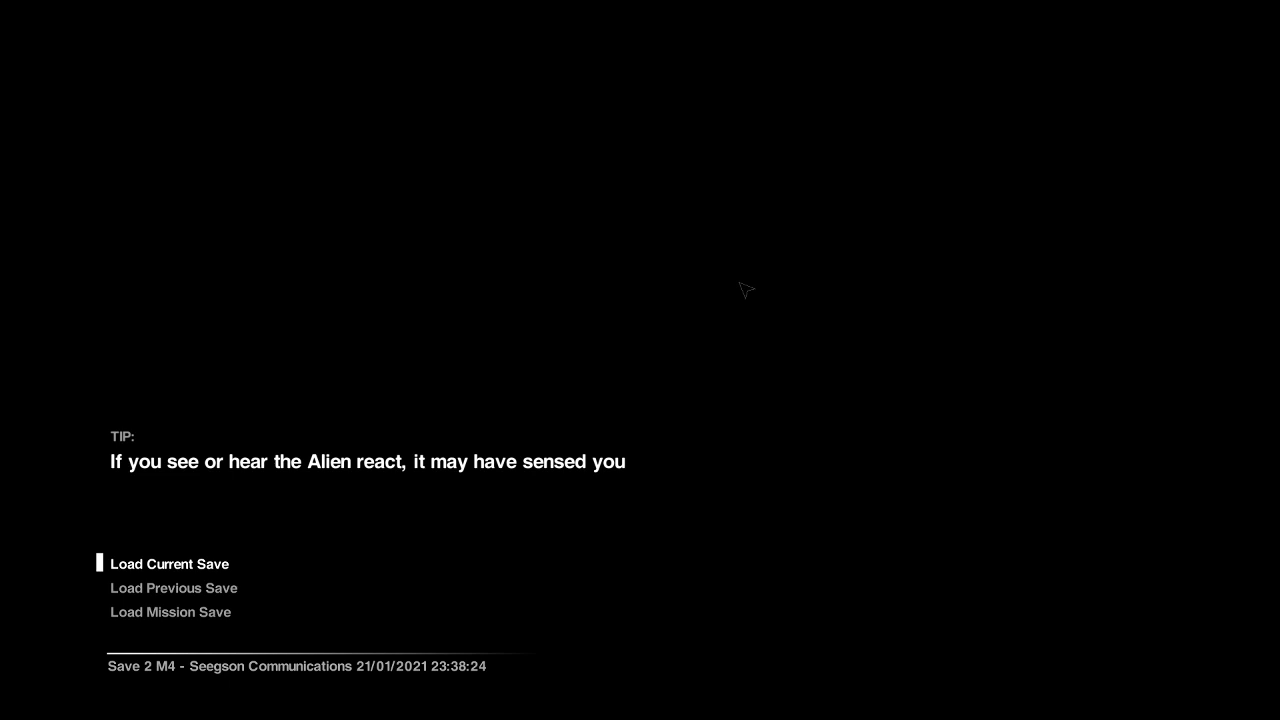 TIP:
If you see or hear the Alien react, it may have sensed you
Load Current Save
Load Previous Save
Load Mission Save
Save 2 M4 - Seegson Communications 21/01/2021 23:38:24